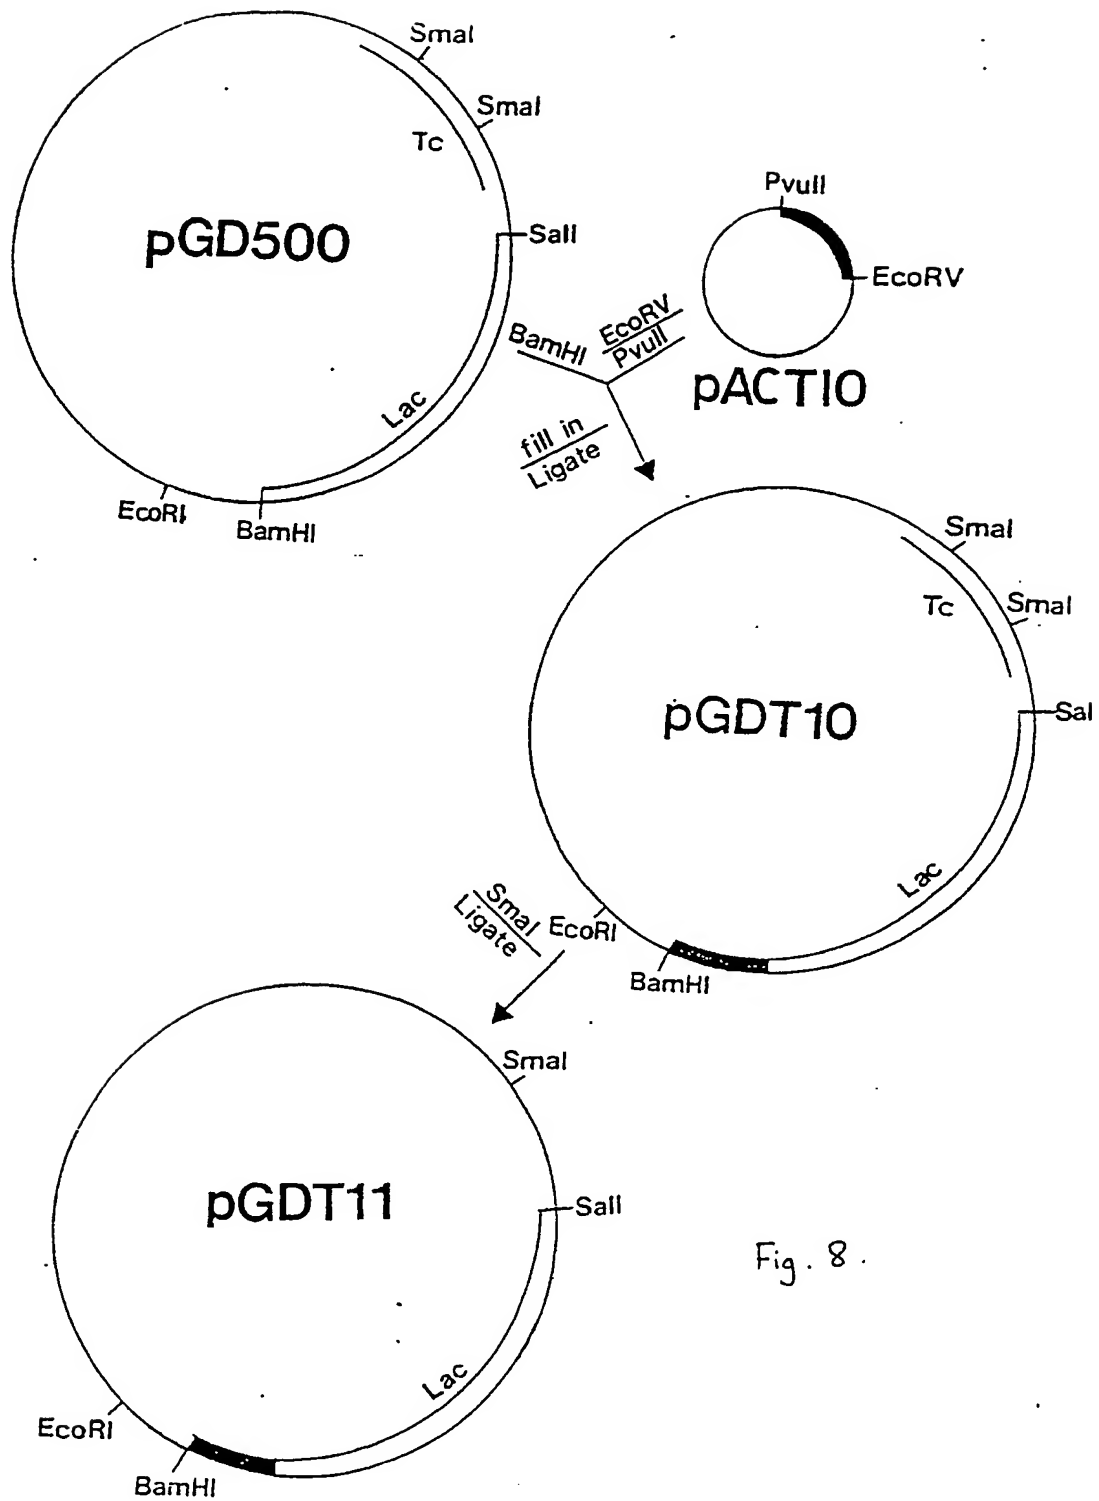 SmaI
SmaI
Tc
pGD500
SalI
Lac
EcoRI
BamHI
PvuII
EcoRV
pACT10
BamHI
EcoRV
PvuII
fill in
Ligate
SmaI
Tc
SmaI
pGDT10
Sal
Lac
EcoRI
BamHI
SmaI
Ligate
SmaI
pGDT11
SalI
Lac
EcoRI
BamHI
Fig. 8.